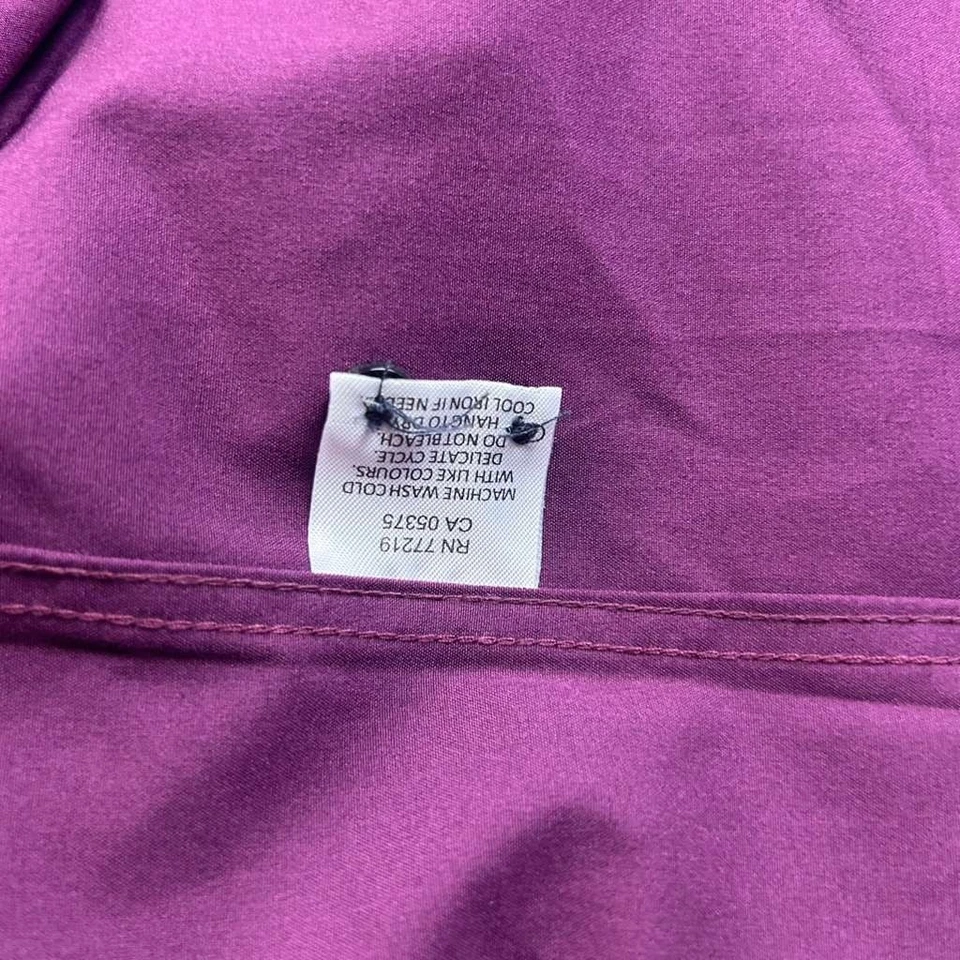 RN 77219
CA 05375
MACHINE WASH COLD
WITH LIKE COLOURS.
DELICATE CYCLE.
DO NOT BLEACH.
HANG TO DRY.
COOL IRON IF